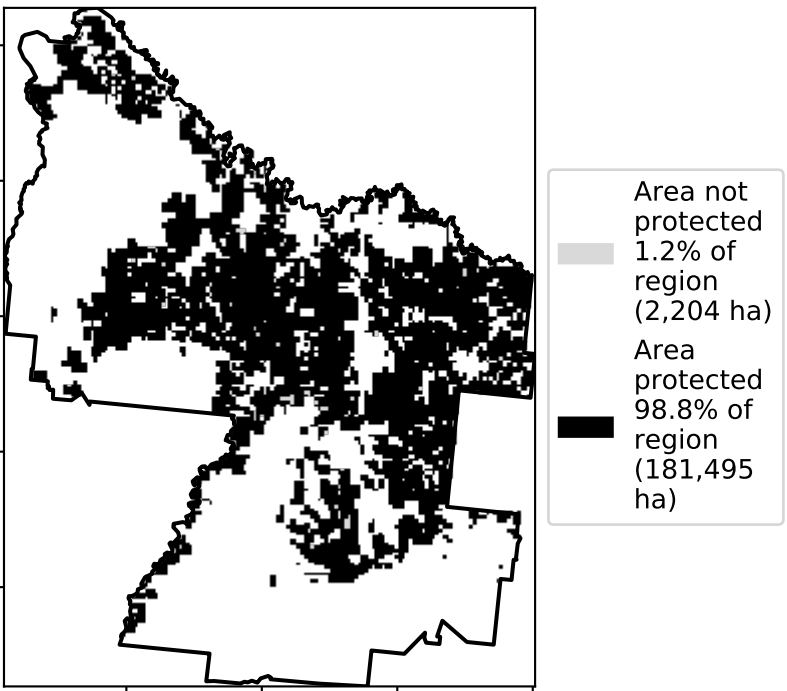 Area not
protected
1.2% of
region
(2,204 ha)
Area
protected
98.8% of
region
(181,495
ha)